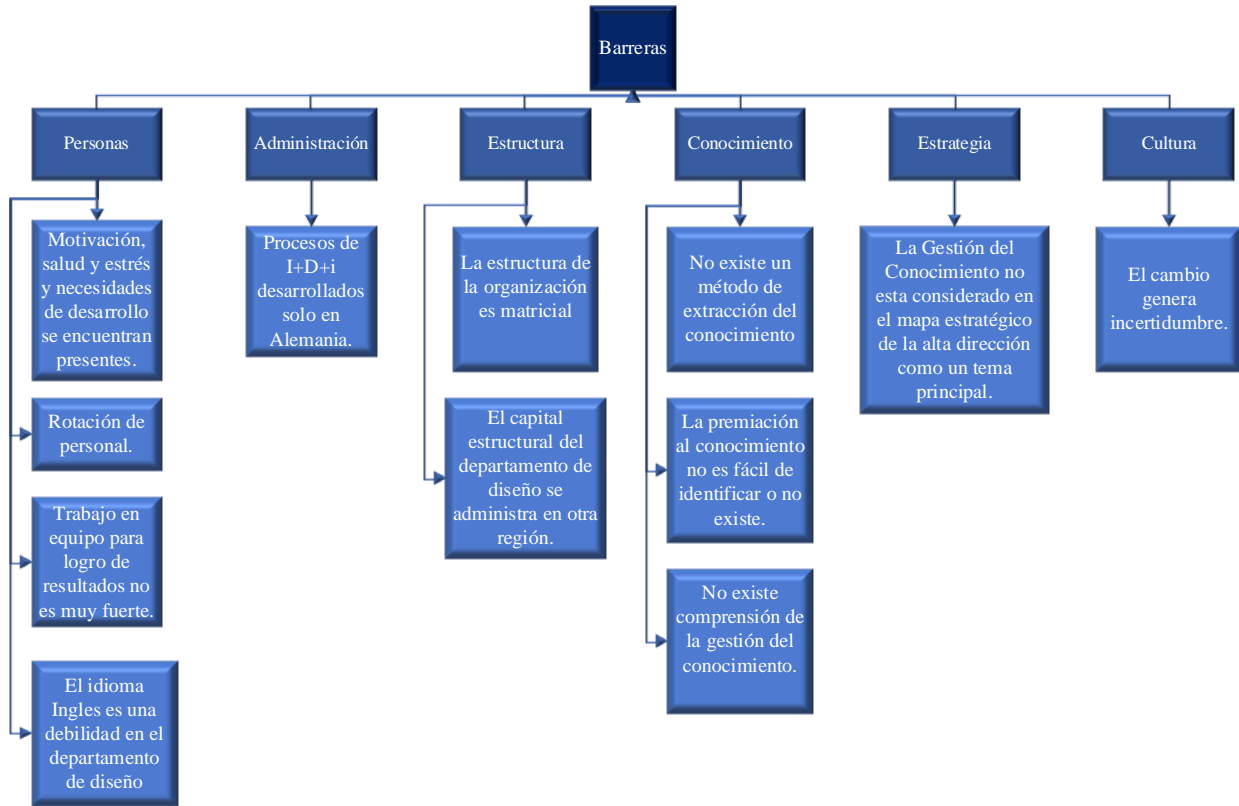 Barreras
Personas
Administración
Estructura
Conocimiento
Estrategia
Cultura
Motivación,
salud y estrés
y necesidades
de desarrollo
se encuentran
presentes.
Rotación de
personal.
Trabajo en
equipo para
logro de
resultados no
es muy fuerte.
El idioma
Ingles es una
debilidad en el
departamento
de diseño
Procesos de
I+D+i
desarrollados
solo en
Alemania.
La estructura de
la organización
es matricial
El capital
estructural del
departamento de
diseño se
administra en otra
región.
No existe un
método de
extracción del
conocimiento
La premiación
al conocimiento
no es fácil de
identificar o no
existe.
No existe
comprensión de
la gestión del
conocimiento.
La Gestión del
Conocimiento no
esta considerado en
el mapa estratégico
de la alta dirección
como un tema
principal.
El cambio
genera
incertidumbre.